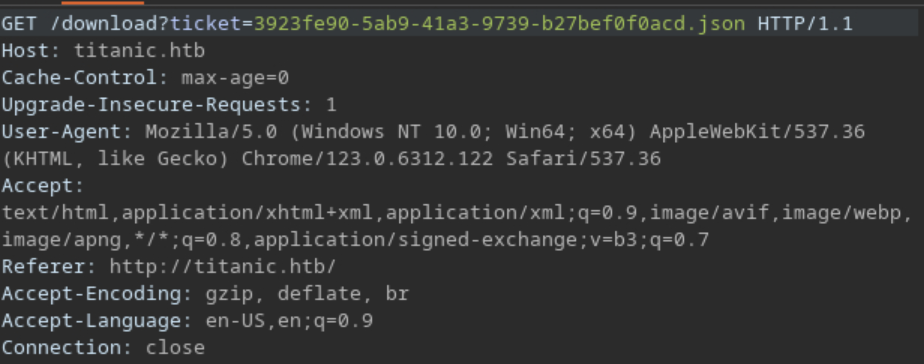 GET /download?ticket=3923fe90-5ab9-41a3-9739-b27bef0f0acd.json HTTP/1.1
Host: titanic.htb
Cache-Control: max-age=0
Upgrade-Insecure-Requests: 1
User-Agent: Mozilla/5.0 (Windows NT 10.0; Win64; x64) AppleWebKit/537.36
(KHTML, like Gecko) Chrome/123.0.6312.122 Safari/537.36
Accept:
text/html,application/xhtml+xml,application/xml;q=0.9,image/avif,image/webp,
image/apng,*/*;q=0.8,application/signed-exchange;v=b3;q=0.7
Referer: http://titanic.htb/
Accept-Encoding: gzip, deflate, br
Accept-Language: en-US,en;q=0.9
Connection: close